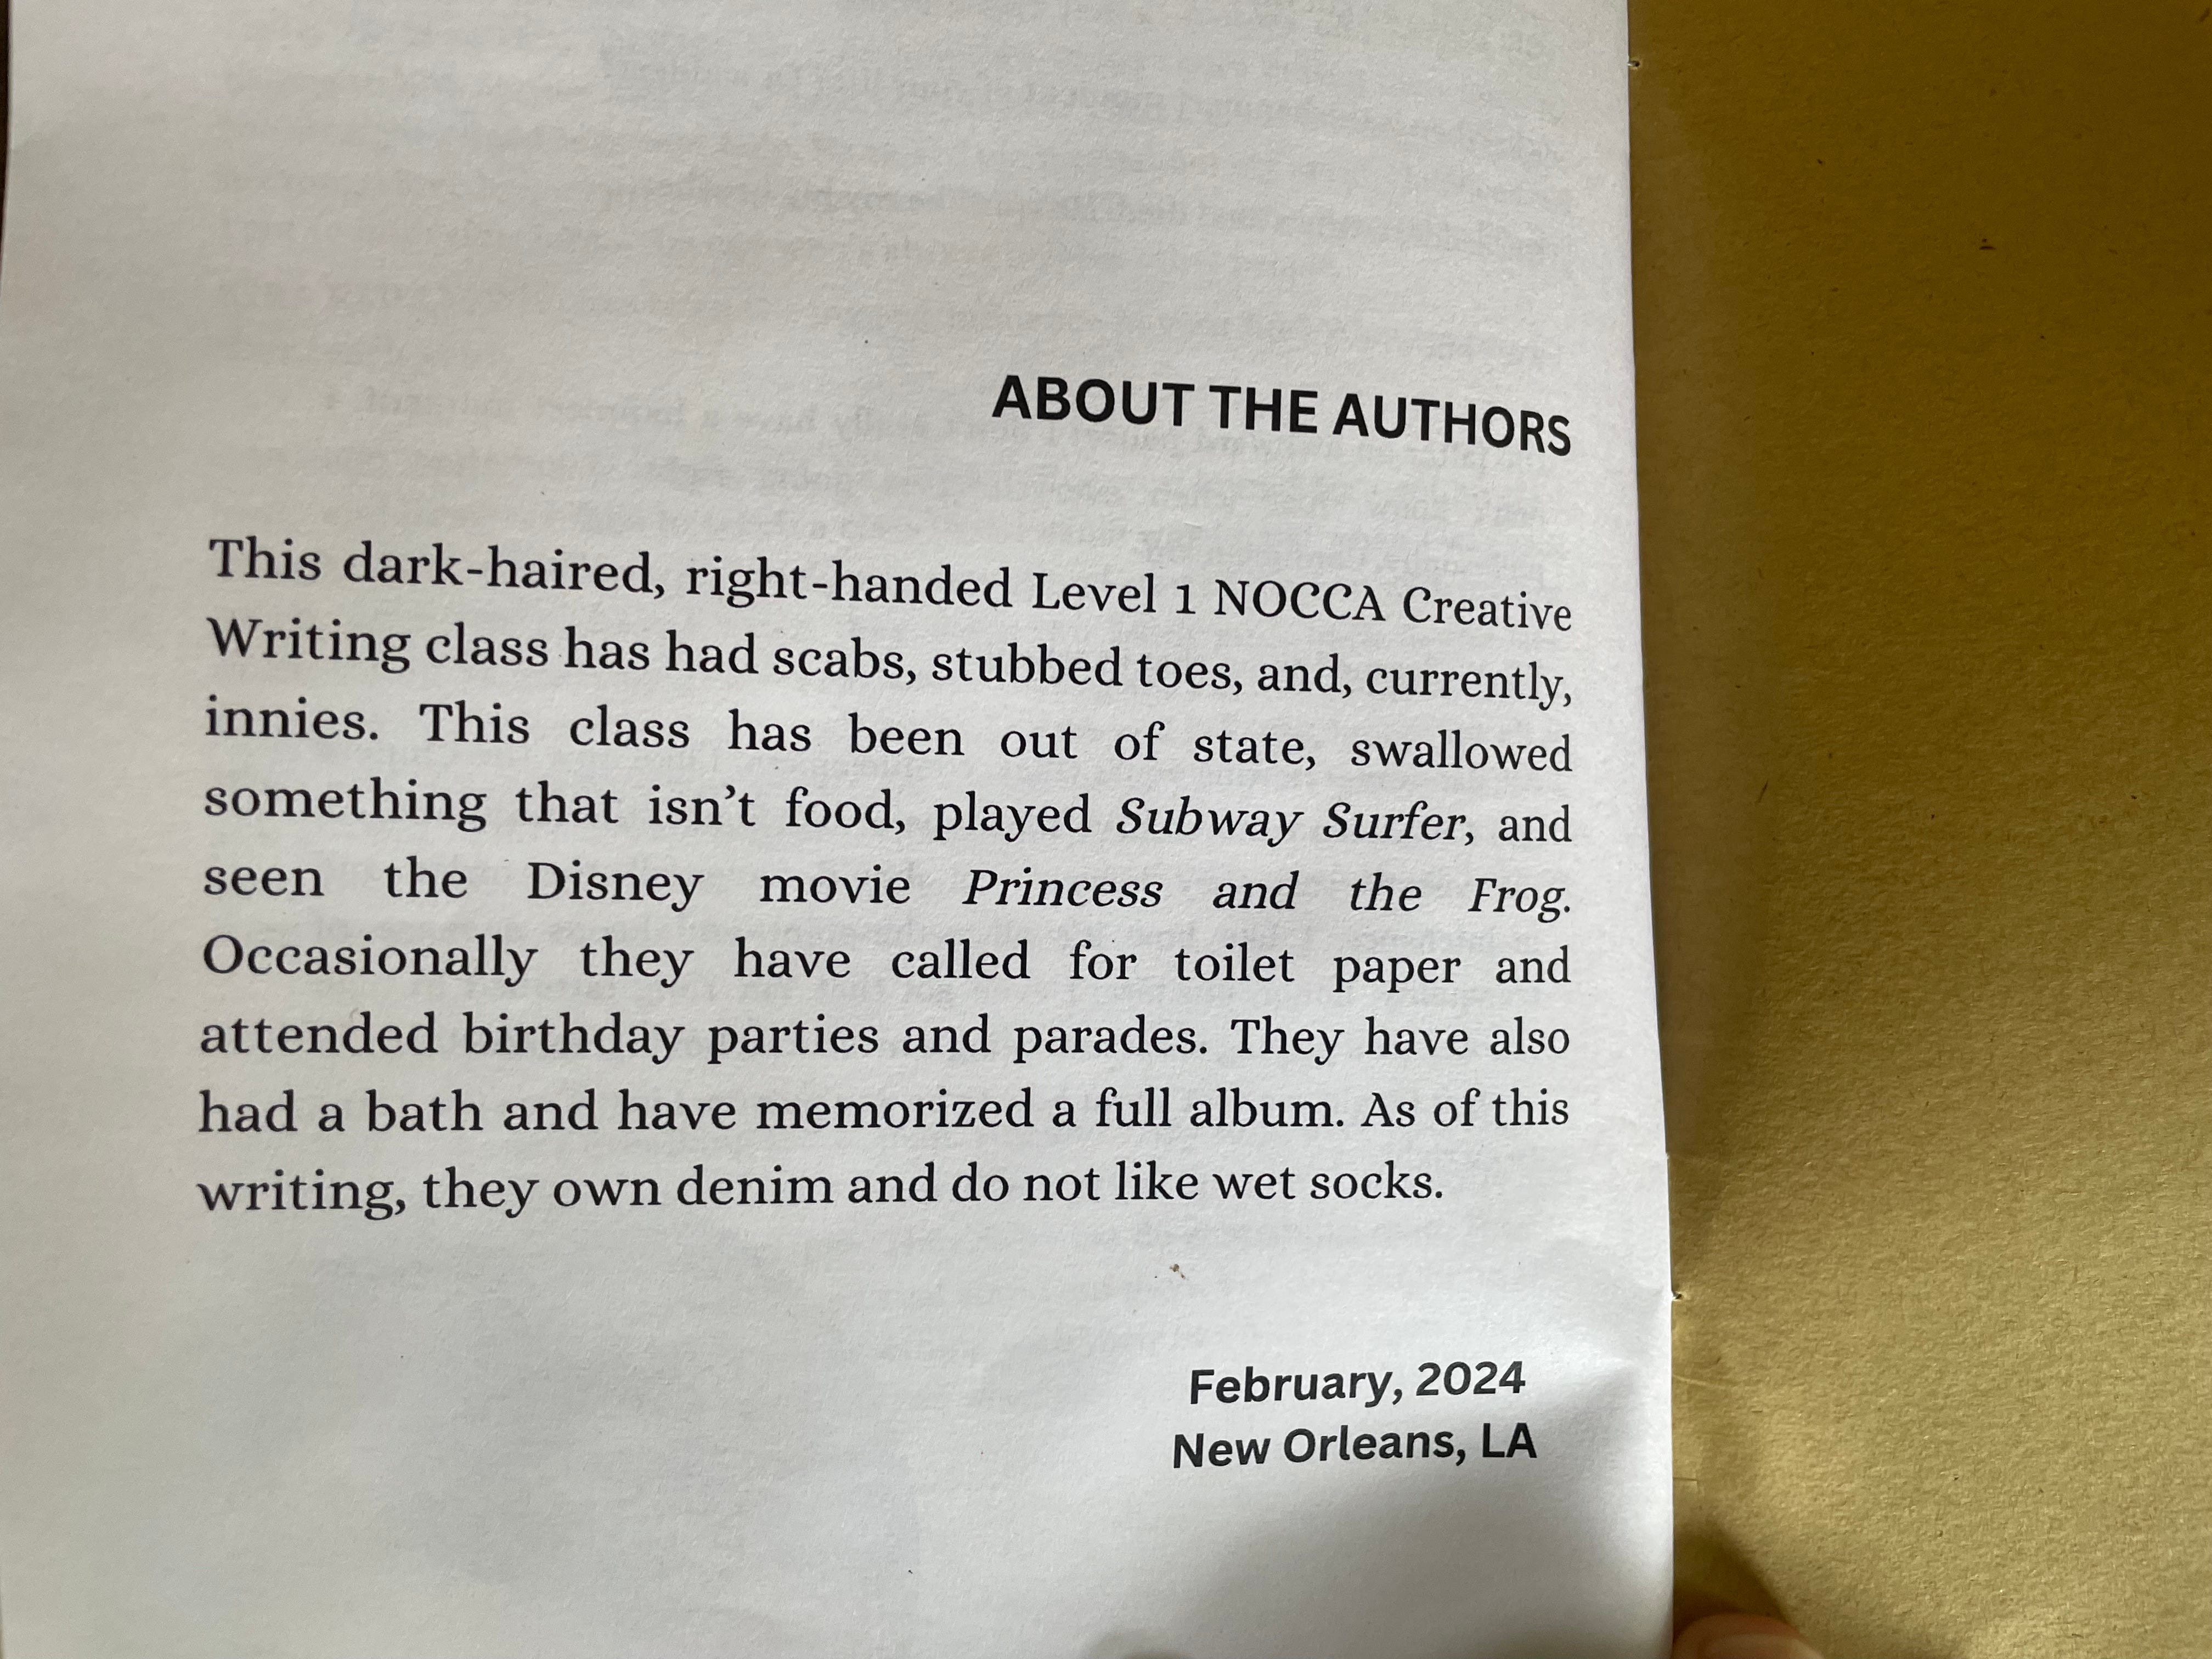 ABOUT THE AUTHORS
This dark-haired, right-handed Level 1 NOCCA Creative
Writing class has had scabs, stubbed toes, and, currently,
innies. This class has been out of state, swallowed
something that isn't food, played Subway Surfer, and
seen the Disney movie Princess and the Frog.
Occasionally they have called for toilet paper and
attended birthday parties and parades. They have also
had a bath and have memorized a full album. As of this
writing, they own denim and do not like wet socks.
February, 2024
New Orleans, LA